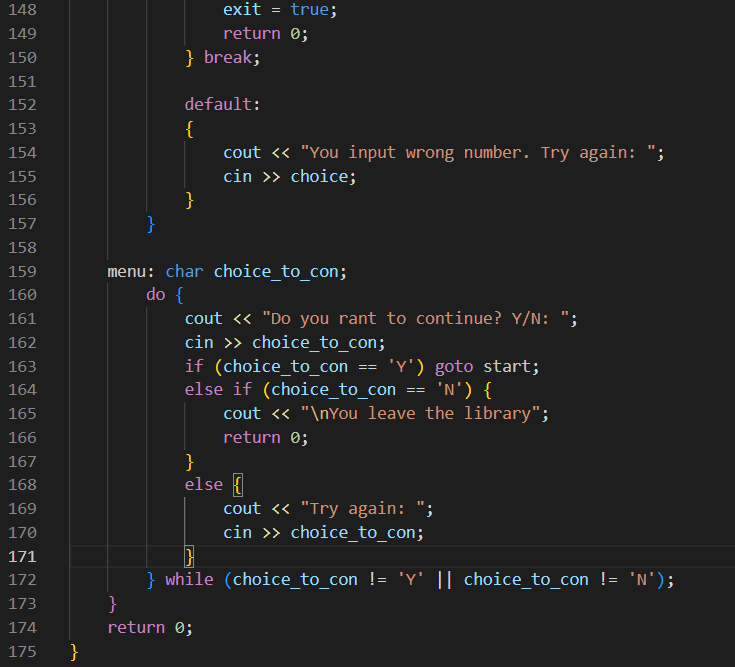 148 exit = true;
149 return 0;
150 } break;
151
152 default:
153 {
154 cout << "You input wrong number. Try again: ";
155 cin >> choice;
156 }
157 }
158
159 menu: char choice_to_con;
160 do {
161 cout << "Do you rant to continue? Y/N: ";
162 cin >> choice_to_con;
163 if (choice_to_con == 'Y') goto start;
164 else if (choice_to_con == 'N') {
165 cout << "\nYou leave the library";
166 return 0;
167 }
168 else {
169 cout << "Try again: ";
170 cin >> choice_to_con;
171 }
172 } while (choice_to_con != 'Y' || choice_to_con != 'N');
173 }
174 return 0;
175 }